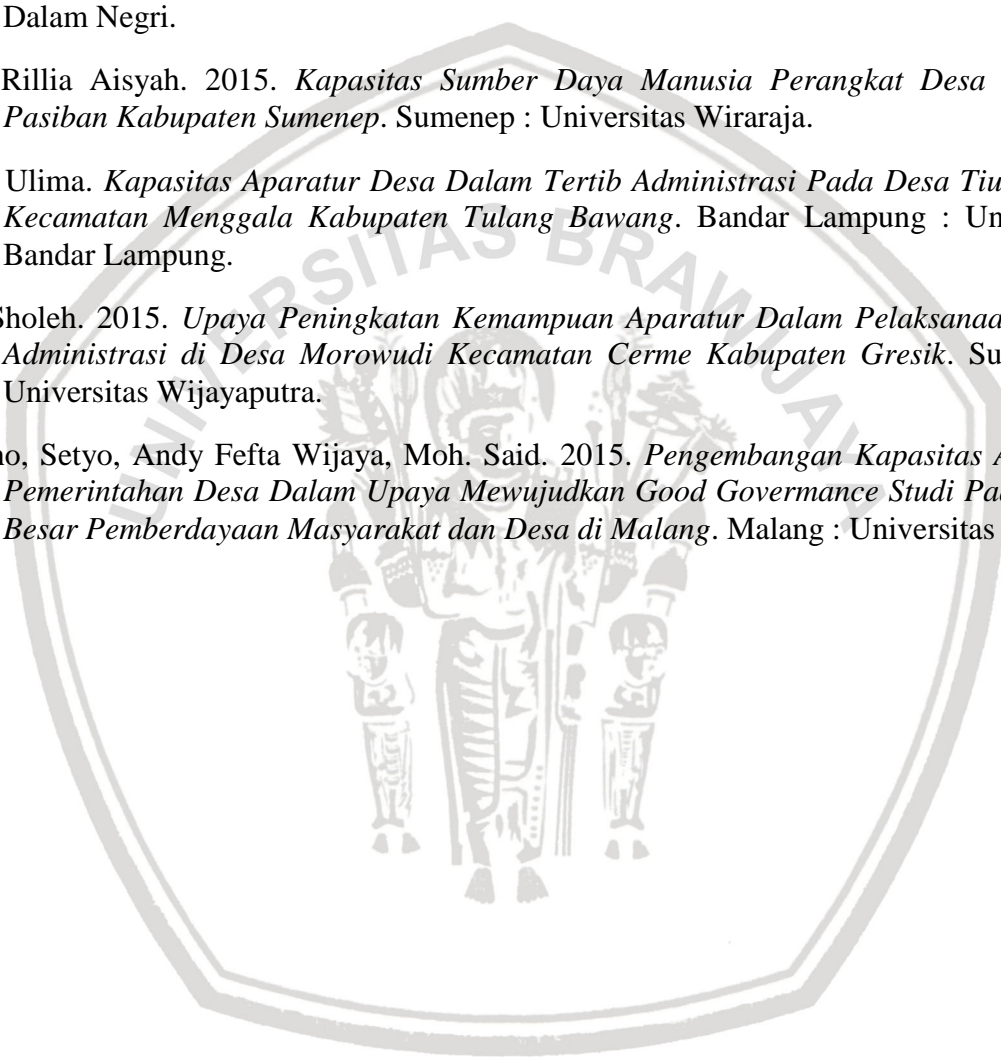 Dalam Negri.
Rillia Aisyah. 2015. Kapasitas Sumber Daya Manusia Perangkat Desa
Pasiban Kabupaten Sumenep. Sumenep : Universitas Wiraraja.
Ulima. Kapasitas Aparatur Desa Dalam Tertib Administrasi Pada Desa Tiu
Kecamatan Menggala Kabupaten Tulang Bawang. Bandar Lampung : Un
Bandar Lampung.
Sholeh. 2015. Upaya Peningkatan Kemampuan Aparatur Dalam Pelaksanaa
Administrasi di Desa Morowudi Kecamatan Cerme Kabupaten Gresik. Su
Universitas Wijayaputra.
no, Setyo, Andy Fefta Wijaya, Moh. Said. 2015. Pengembangan Kapasitas A
Pemerintahan Desa Dalam Upaya Mewujudkan Good Govermance Studi Pa
Besar Pemberdayaan Masyarakat dan Desa di Malang. Malang : Universitas
UNIVERSITAS BRAWIJAYA